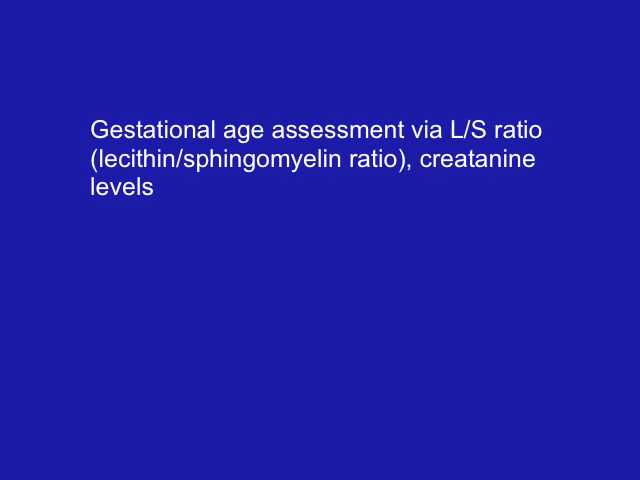 Gestational age assessment via L/S ratio
(lecithin/sphingomyelin ratio), creatanine
levels